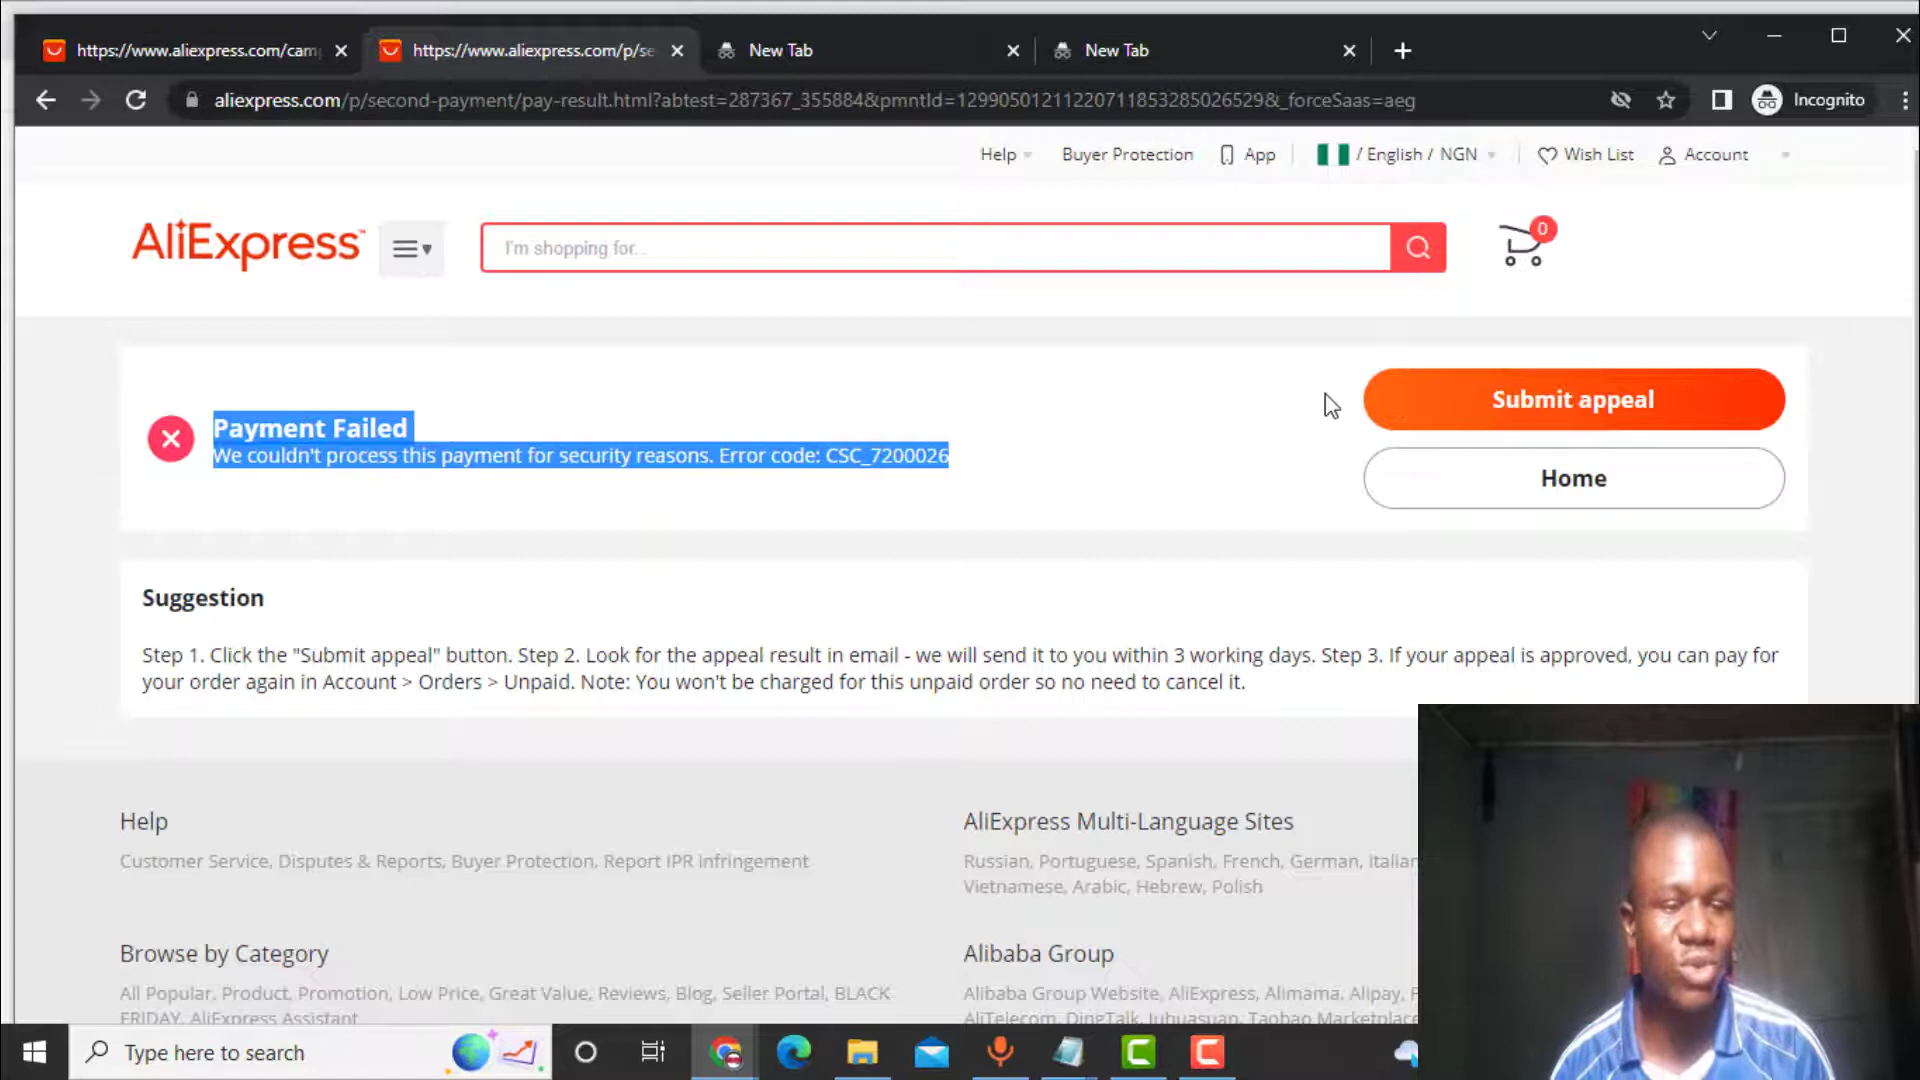 https://www.aliexpress.com/cam
https://www.aliexpress.com/p/se
New Tab
New Tab
aliexpress.com/p/second-payment/pay-result.html?abtest=287367_355884&pmntId=1299050121122071185328502652​9&_forceSaas=aeg
Incognito
Help
Buyer Protection
App
/ English / NGN
Wish List
Account
AliExpress™
I'm shopping for...
0
Submit appeal
Payment Failed
We couldn't process this payment for security reasons. Error code: CSC_7200026
Home
Suggestion
Step 1. Click the "Submit appeal" button. Step 2. Look for the appeal result in email - we will send it to you within 3 working days. Step 3. If your appeal is approved, you can pay for
your order again in Account > Orders > Unpaid. Note: You won't be charged for this unpaid order so no need to cancel it.
Help
Customer Service, Disputes & Reports, Buyer Protection, Report IPR infringement
AliExpress Multi-Language Sites
Russian, Portuguese, Spanish, French, German, Italian
Vietnamese, Arabic, Hebrew, Polish
Browse by Category
All Popular, Product, Promotion, Low Price, Great Value, Reviews, Blog, Seller Portal, BLACK
FRIDAY, AliExpress Assistant
Alibaba Group
Alibaba Group Website, AliExpress, Alimama, Alipay, F
AliTelecom, DingTalk, Juhuasuan, Taobao Marketplace
Type here to search